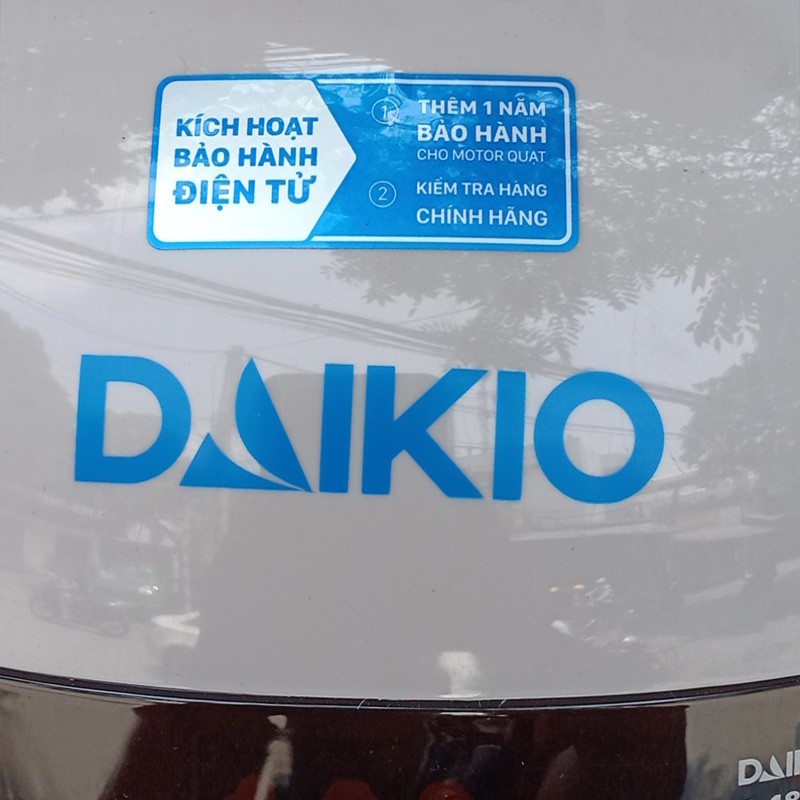 KÍCH HOẠT
BẢO HÀNH
ĐIỆN TỬ
1 THÊM 1 NĂM
BẢO HÀNH
CHO MOTOR QUẠT
2 KIỂM TRA HÀNG
CHÍNH HÃNG
DAIKIO